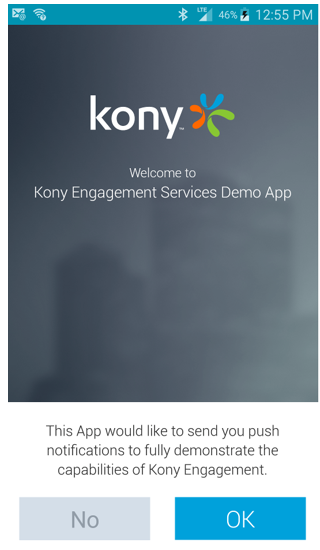 LTE 46% 12:55 PM
kony™
Welcome to
Kony Engagement Services Demo App
This App would like to send you push
notifications to fully demonstrate the
capabilities of Kony Engagement.
No OK